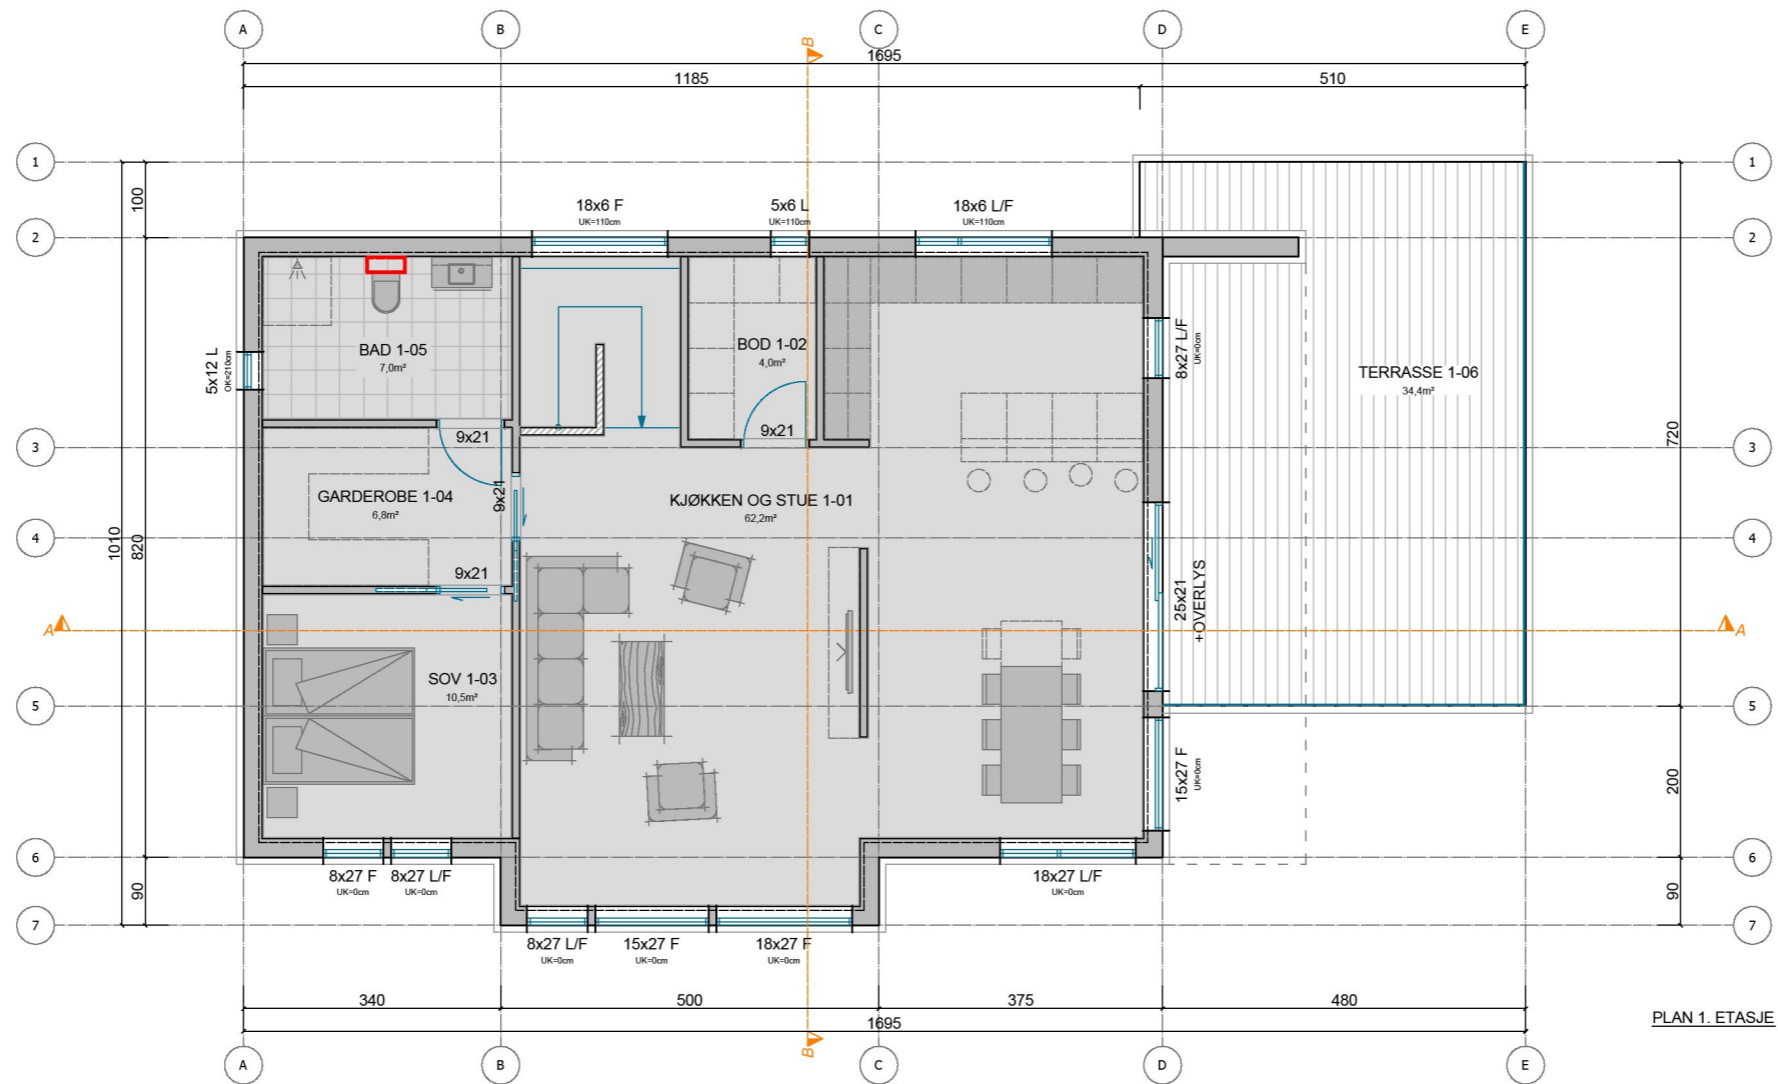 A B C D E
B
1695
1185 510
1 1
100
18x6 F 5x6 L 18x6 L/F
UK=110cm UK=110cm UK=110cm
2 2
BAD 1-05
7,0m²
BOD 1-02
4,0m²
5x12 L
OK=210cm
8x27 L/F
UK=0cm
TERRASSE 1-06
34,4m²
9x21 9x21
3 3
720
GARDEROBE 1-04
6,8m²
9x21
KJØKKEN OG STUE 1-01
62,2m²
4 4
1010
820
9x21
25x21
+OVERLYS
A A
SOV 1-03
10,5m²
5 5
15x27 F
UK=0cm
200
6 6
8x27 F 8x27 L/F 18x27 L/F
UK=0cm UK=0cm UK=0cm
90 90
7 7
8x27 L/F 15x27 F 18x27 F
UK=0cm UK=0cm UK=0cm
340 500 375 480
1695
PLAN 1. ETASJE
B
A B C D E